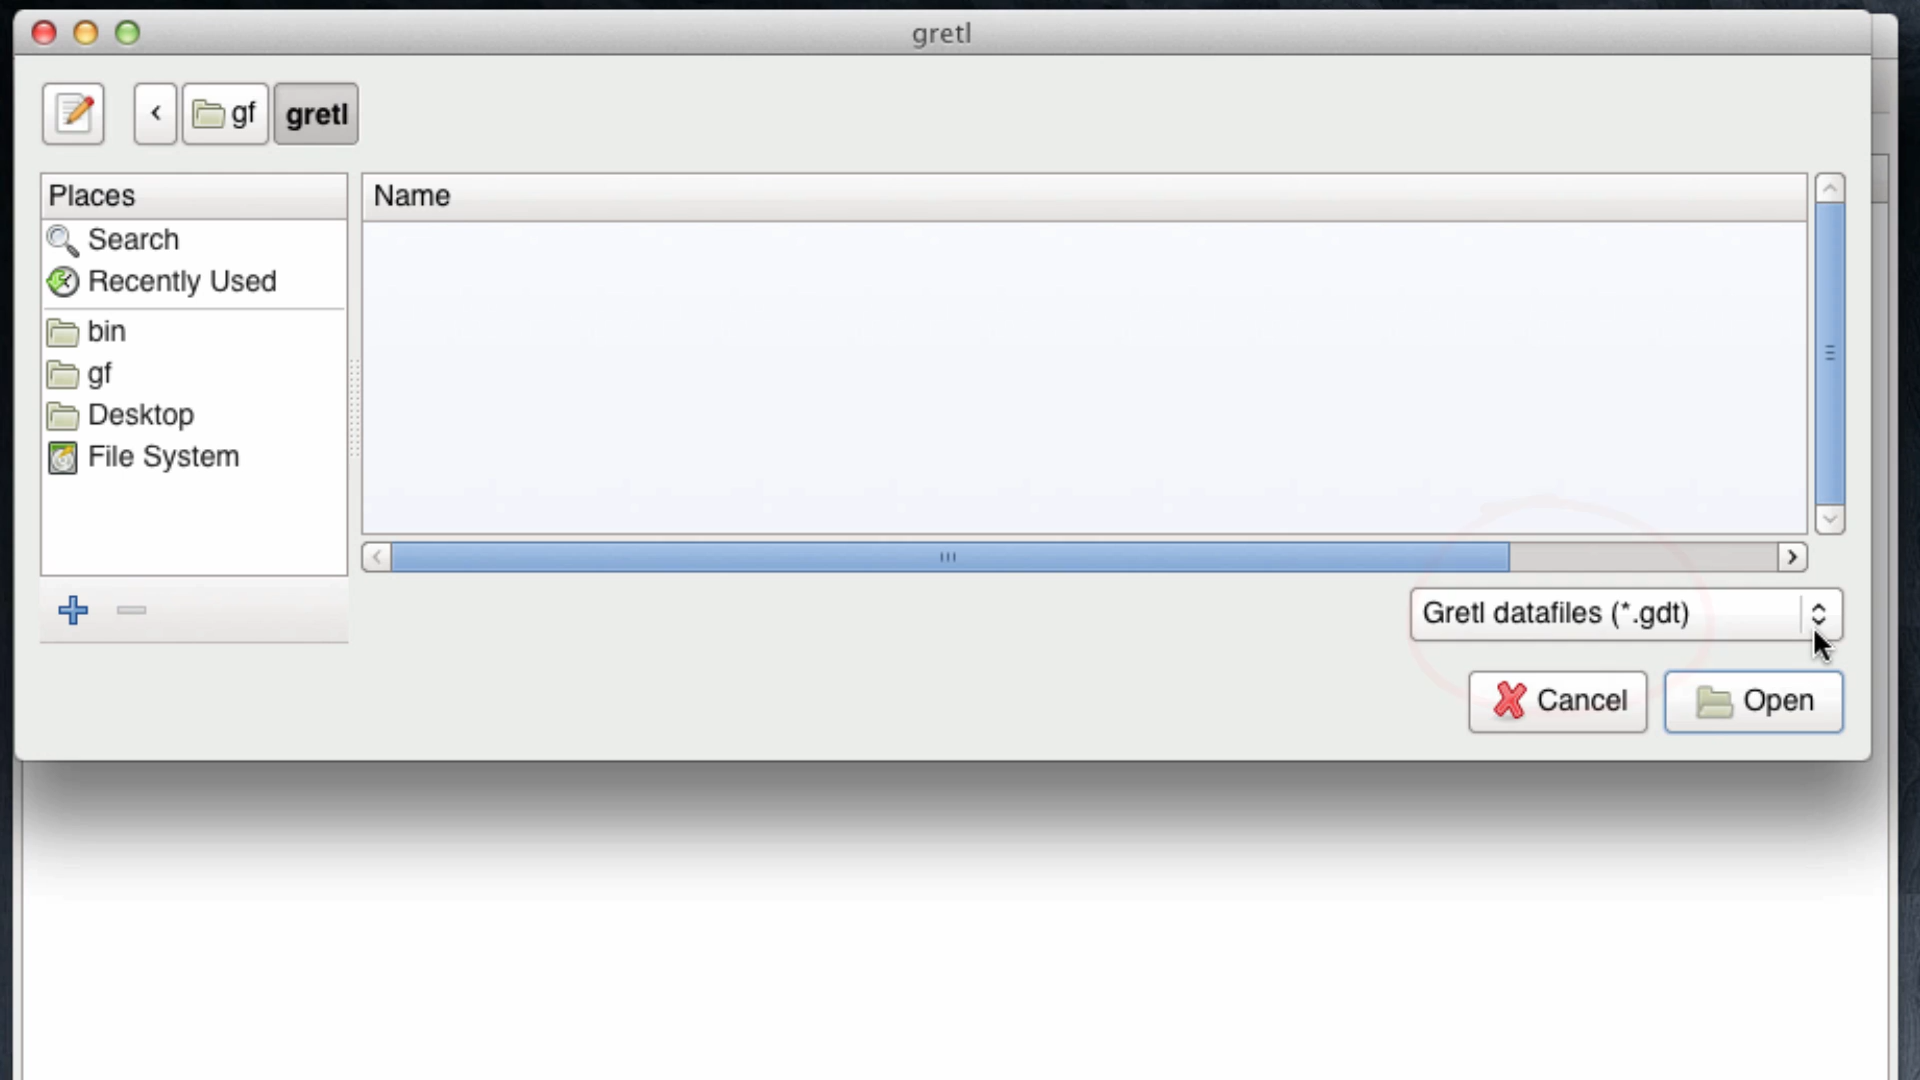 gretl
gf
gretl
Places
Name
Search
Recently Used
bin
gf
Desktop
File System
Gretl datafiles (*.gdt)
Cancel
Open